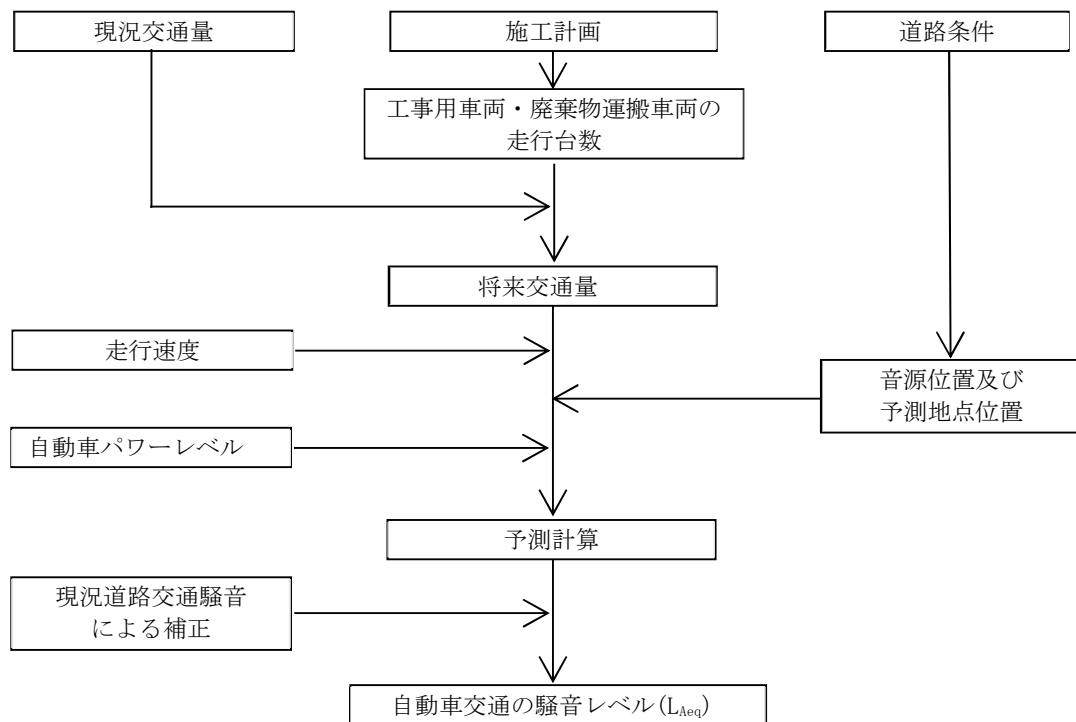 現況交通量
施工計画
道路条件
工事用車両・廃棄物運搬車両の
走行台数
将来交通量
走行速度
音源位置及び
予測地点位置
自動車パワーレベル
予測計算
現況道路交通騒音
による補正
自動車交通の騒音レベル(LAeq)